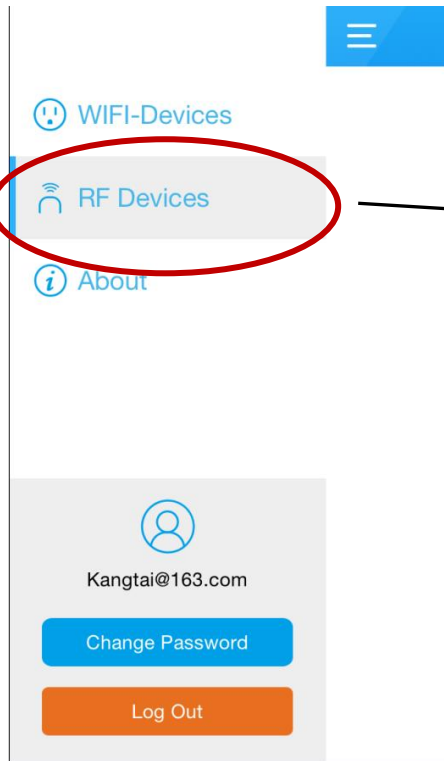 WIFI-Devices
RF Devices
About
Kangtai@163.com
Change Password
Log Out